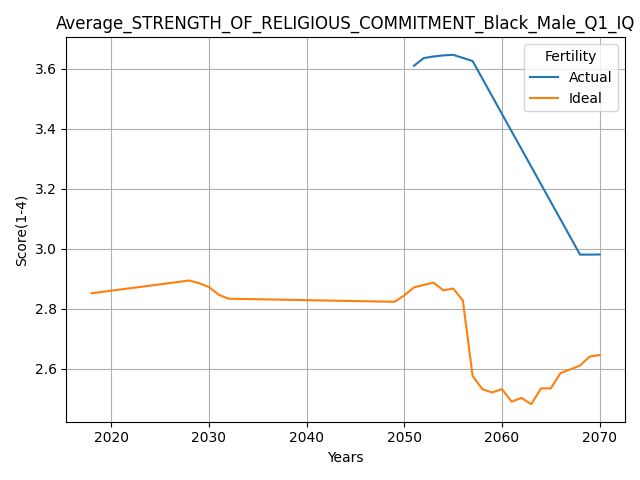 Average_STRENGTH_OF_RELIGIOUS_COMMITMENT_Black_Male_Q1_IQ
Fertility
Actual
Ideal
Score(1-4)
3.6
3.4
3.2
3.0
2.8
2.6
2020 2030 2040 2050 2060 2070
Years